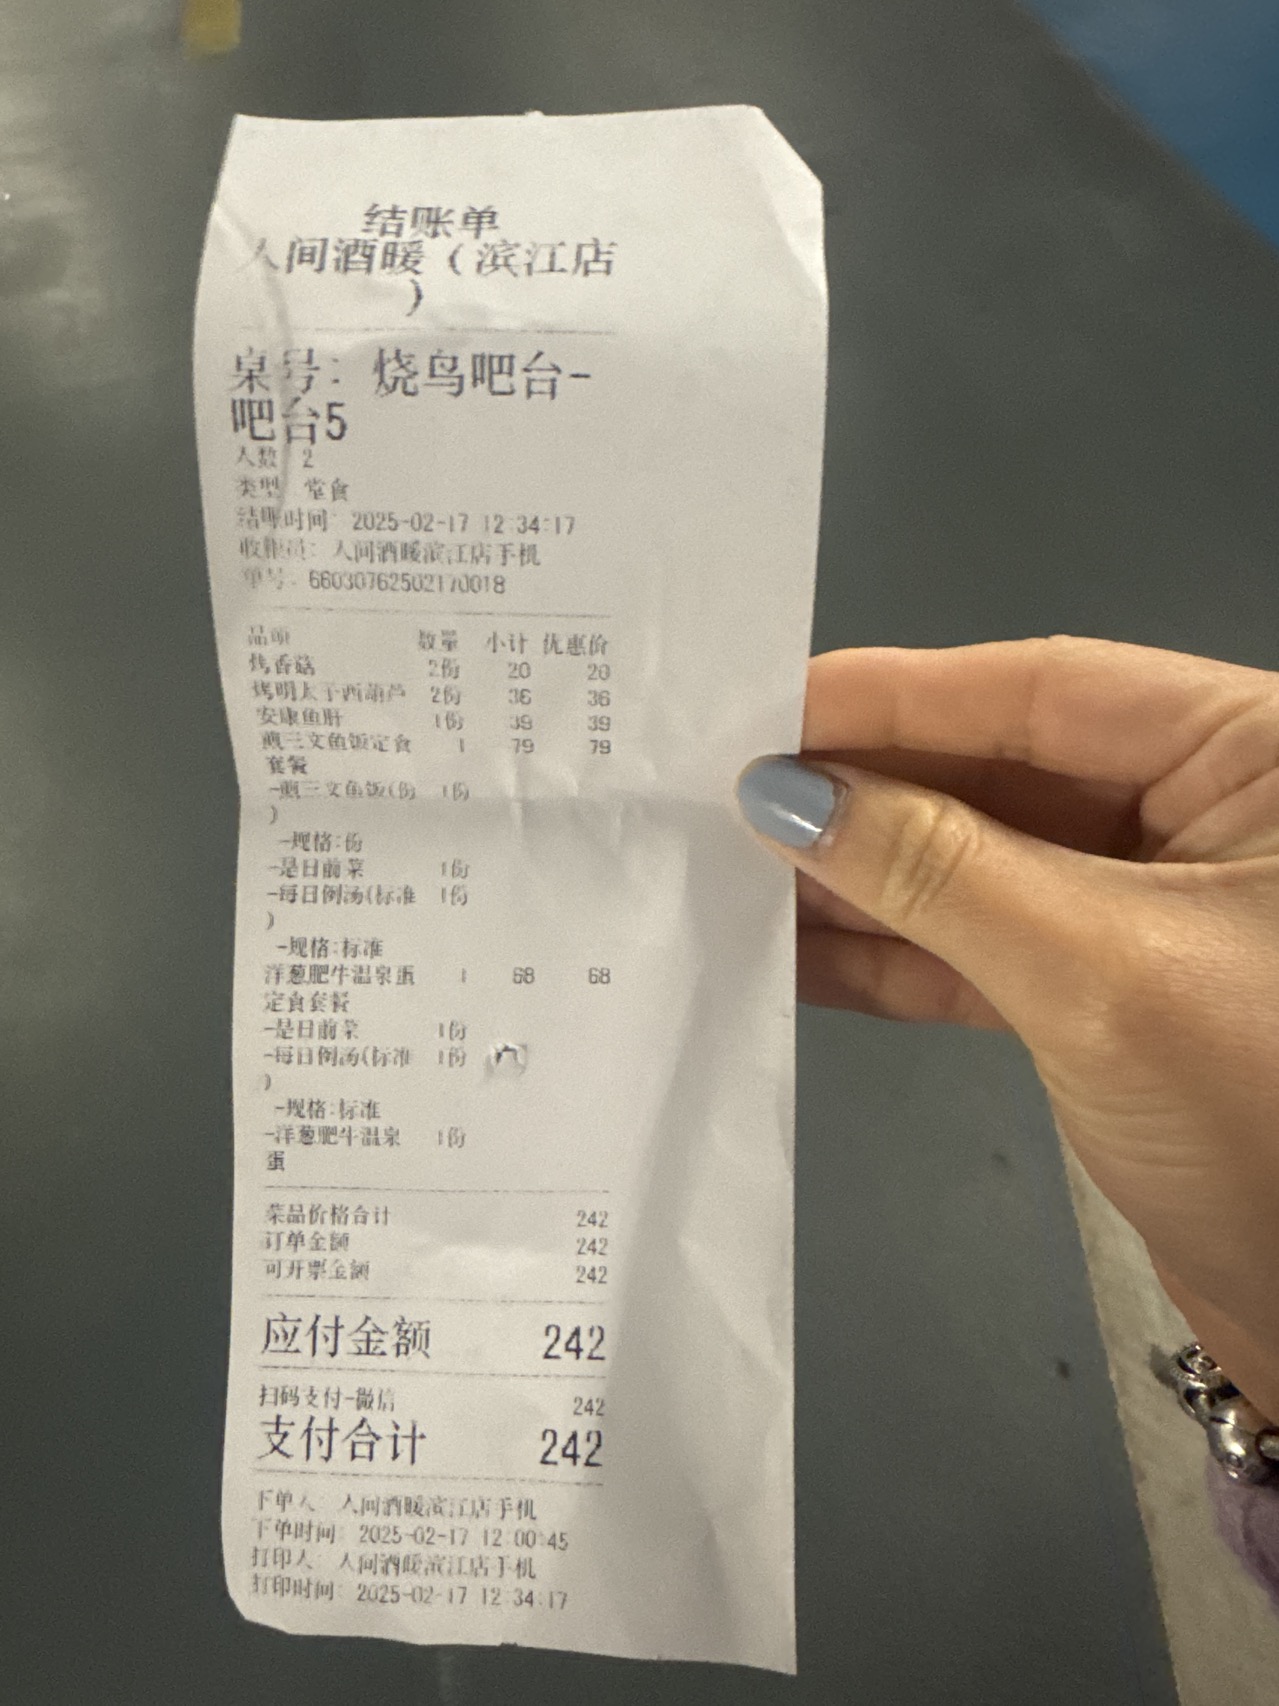 结账单
人间酒暖（滨江店
）
桌号：烧鸟吧台-
吧台5
人数 2
类型 堂食
结账时间：2025-02-17 12:34:17
收银员：人间酒暖滨江店手机
单号：66030762502170018
品项 数量 小计 优惠价
烤香菇 2份 20 20
烤明太子西葫芦 2份 36 36
安康鱼肝 1份 39 39
煎三文鱼饭定食 1 79 79
套餐
-煎三文鱼饭(份 1份
)
-规格:份
-是日前菜 1份
-每日例汤(标准 1份
)
-规格:标准
洋葱肥牛温泉蛋 1 68 68
定食套餐
-是日前菜 1份
-每日例汤(标准 1份
)
-规格:标准
-洋葱肥牛温泉 1份
蛋
菜品价格合计 242
订单金额 242
可开票金额 242
应付金额 242
扫码支付-微信 242
支付合计 242
下单人：人间酒暖滨江店手机
下单时间：2025-02-17 12:00:45
打印人：人间酒暖滨江店手机
打印时间：2025-02-17 12:34:17